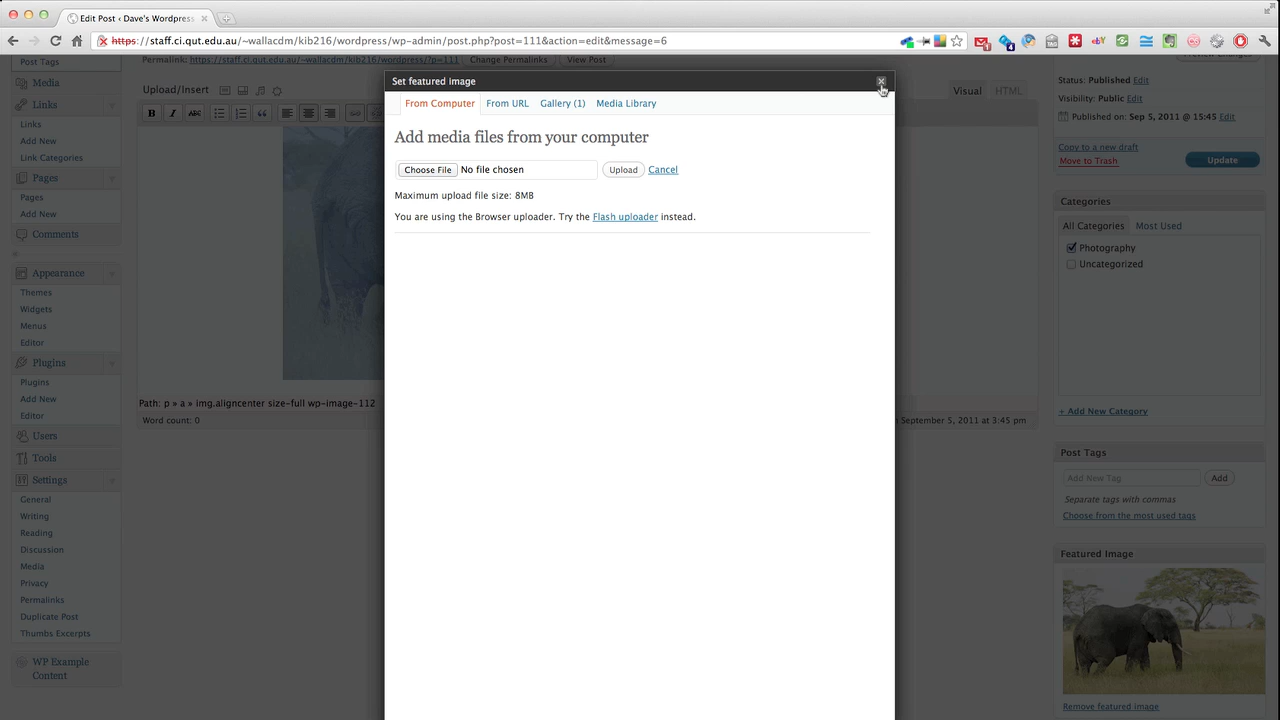 Edit Post ‹ Dave's Wordpress
https://staff.ci.qut.edu.au/~wallacdm/kib216/wordpress/wp-admin/post.php?post=111&action=edit&message=6
Post Tags
Media
Links
Links
Add New
Link Categories
Pages
Pages
Add New
Comments
Appearance
Themes
Widgets
Menus
Editor
Plugins
Plugins
Add New
Editor
Users
Tools
Settings
General
Writing
Reading
Discussion
Media
Privacy
Permalinks
Duplicate Post
Thumbs Excerpts
WP Example
Content
Permalink: https://staff.ci.qut.edu.au/~wallacdm/kib216/wordpress/?p=111 Change Permalinks View Post
Upload/Insert
Visual HTML
B I ABC
Path: p » a » img.aligncenter size-full wp-image-112
Word count: 0
September 5, 2011 at 3:45 pm
Set featured image
From Computer From URL Gallery (1) Media Library
Add media files from your computer
Choose File No file chosen Upload Cancel
Maximum upload file size: 8MB
You are using the Browser uploader. Try the Flash uploader instead.
Preview Changes
Status: Published Edit
Visibility: Public Edit
Published on: Sep 5, 2011 @ 15:45 Edit
Copy to a new draft
Move to Trash
Update
Categories
All Categories Most Used
Photography
Uncategorized
+ Add New Category
Post Tags
Add New Tag Add
Separate tags with commas
Choose from the most used tags
Featured Image
Remove featured image